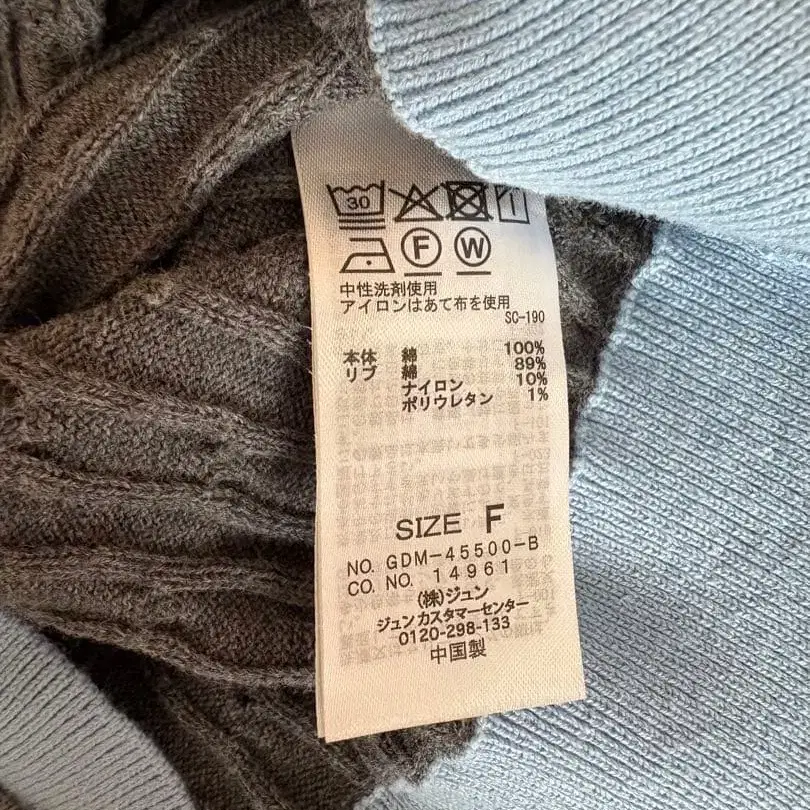 30
F W
中性洗剤使用
アイロンはあて布を使用
SC-190
本体 綿 100%
リブ 綿 89%
ナイロン 10%
ポリウレタン 1%
SIZE F
NO. GDM-45500-B
CO. NO. 14961
(株)ジュン
ジュン カスタマーセンター
0120-298-133
中国製